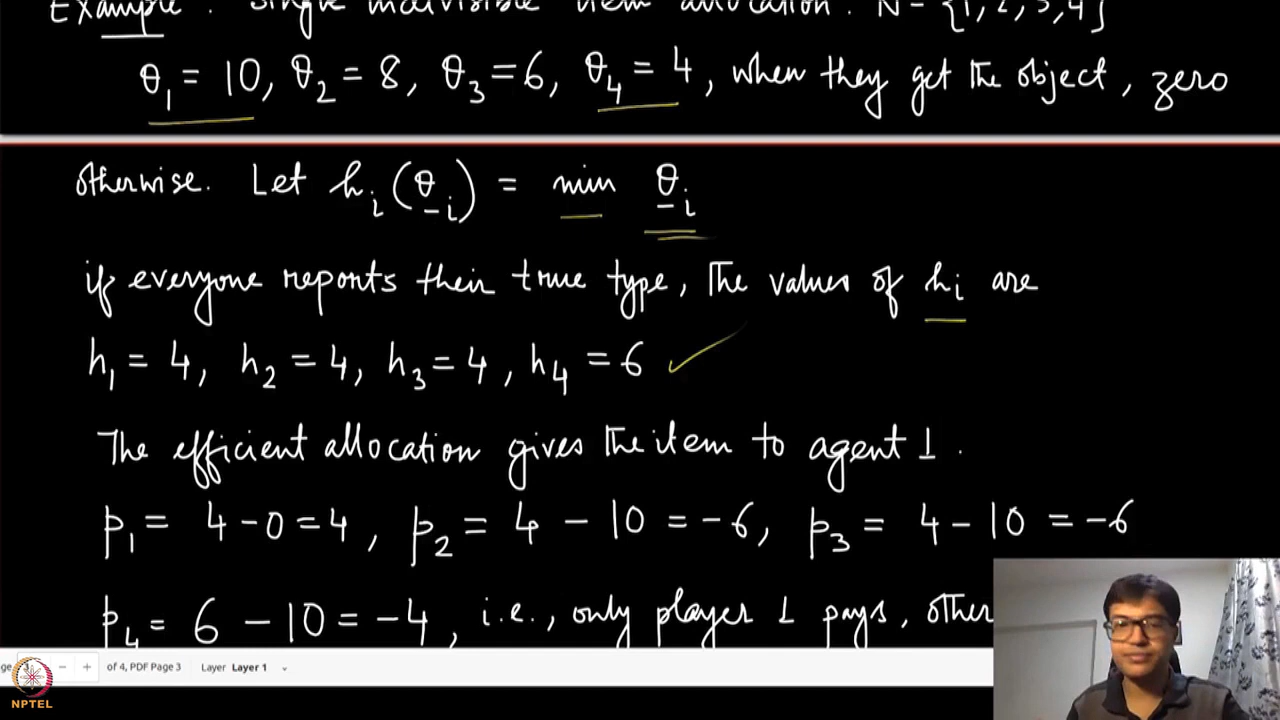 Example : Single indivisible item allocation. N = {1, 2, 3, 4}
θ₁ = 10, θ₂ = 8, θ₃ = 6, θ₄ = 4, when they get the object, zero
otherwise. Let hᵢ(θ₋ᵢ) = min θ₋ᵢ
if everyone reports their true type, The values of hᵢ are
h₁ = 4, h₂ = 4, h₃ = 4, h₄ = 6 ✓
The efficient allocation gives the item to agent 1.
p₁ = 4 - 0 = 4, p₂ = 4 - 10 = -6, p₃ = 4 - 10 = -6
p₄ = 6 - 10 = -4, i.e., only player 1 pays, other
of 4, PDF Page 3 Layer Layer 1
NPTEL